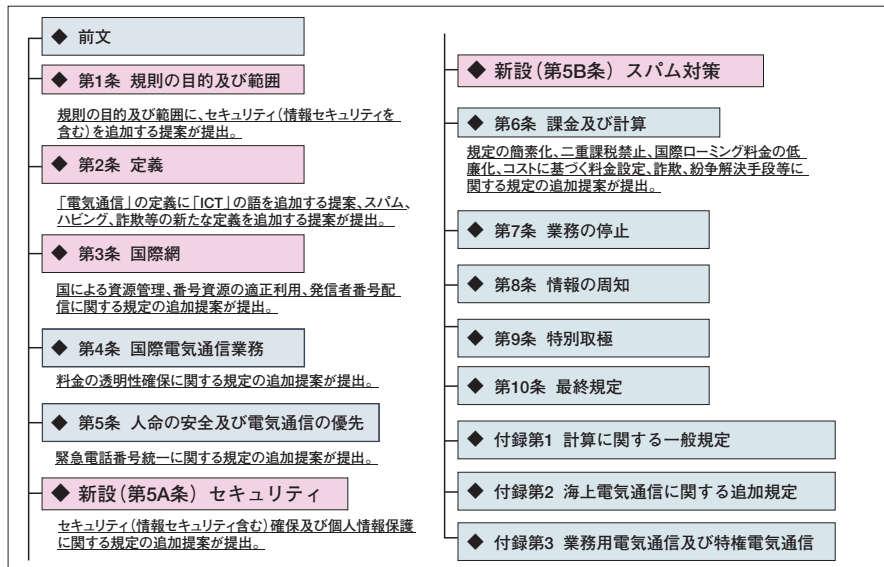 ◆ 前文
◆ 第1条 規則の目的及び範囲
規則の目的及び範囲に、セキュリティ(情報セキュリティを
含む)を追加する提案が提出。
◆ 第2条 定義
「電気通信」の定義に「ICT」の語を追加する提案、スパム、
ハビング、詐欺等の新たな定義を追加する提案が提出。
◆ 第3条 国際網
国による資源管理、番号資源の適正利用、発信者番号配
信に関する規定の追加提案が提出。
◆ 第4条 国際電気通信業務
料金の透明性確保に関する規定の追加提案が提出。
◆ 第5条 人命の安全及び電気通信の優先
緊急電話番号統一に関する規定の追加提案が提出。
◆ 新設(第5A条) セキュリティ
セキュリティ(情報セキュリティ含む)確保及び個人情報保護
に関する規定の追加提案が提出。
◆ 新設(第5B条) スパム対策
◆ 第6条 課金及び計算
規定の簡素化、二重課税禁止、国際ローミング料金の低
廉化、コストに基づく料金設定、詐欺、紛争解決手段等に
関する規定の追加提案が提出。
◆ 第7条 業務の停止
◆ 第8条 情報の周知
◆ 第9条 特別取極
◆ 第10条 最終規定
◆ 付録第1 計算に関する一般規定
◆ 付録第2 海上電気通信に関する追加規定
◆ 付録第3 業務用電気通信及び特権電気通信